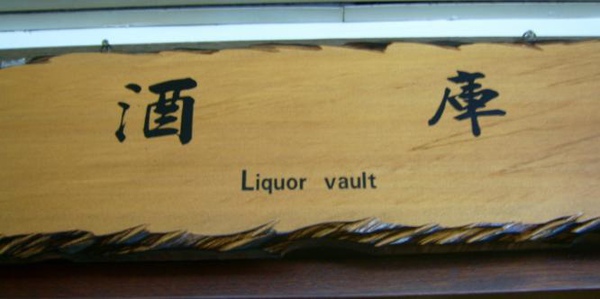 酒庫
Liquor vault